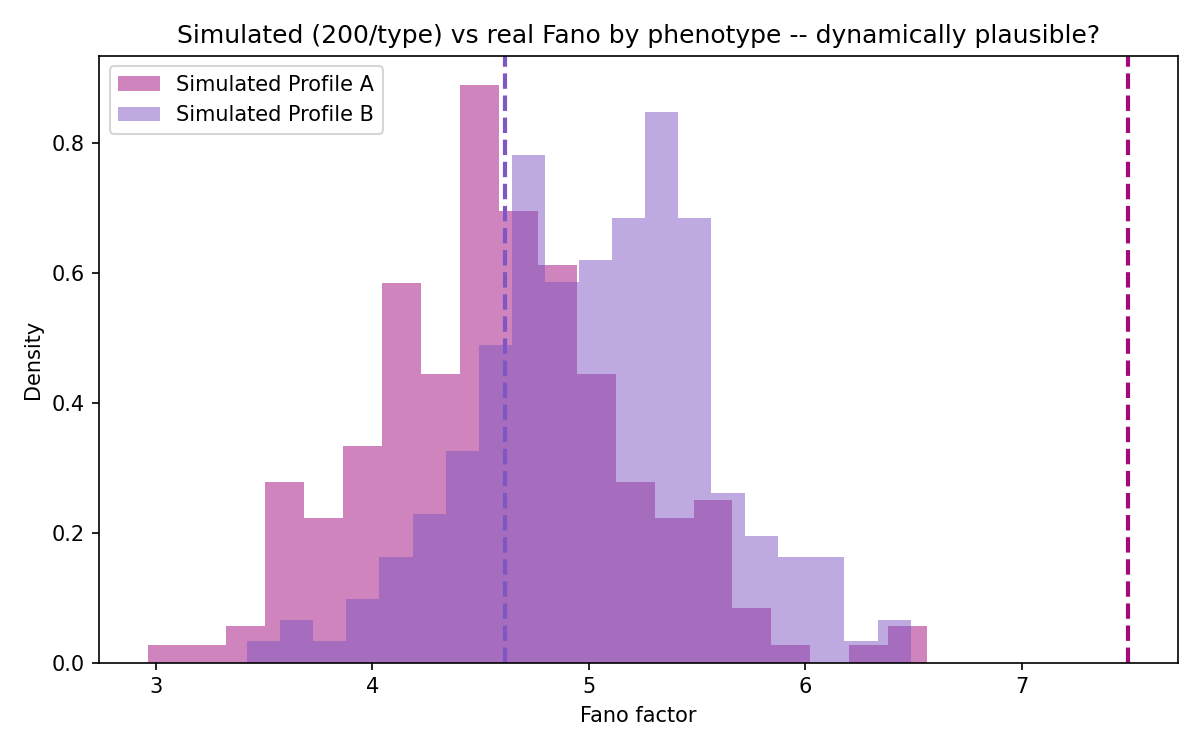 Simulated (200/type) vs real Fano by phenotype -- dynamically plausible?
Simulated Profile A
Simulated Profile B
Density
0.8
0.6
0.4
0.2
0.0
3 4 5 6 7
Fano factor